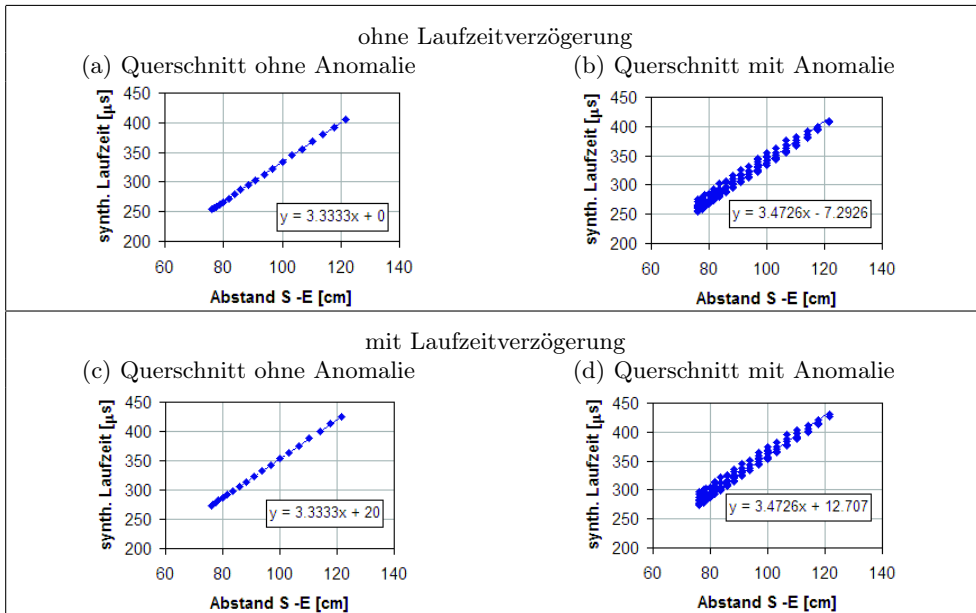 ohne Laufzeitverzögerung
(a) Querschnitt ohne Anomalie
synth. Laufzeit [µs]
450
400
350
300
250
200
y = 3.3333x + 0
60 80 100 120 140
Abstand S -E [cm]
(b) Querschnitt mit Anomalie
synth. Laufzeit [µs]
450
400
350
300
250
200
y = 3.4726x - 7.2926
60 80 100 120 140
Abstand S -E [cm]
mit Laufzeitverzögerung
(c) Querschnitt ohne Anomalie
synth. Laufzeit [µs]
450
400
350
300
250
200
y = 3.3333x + 20
60 80 100 120 140
Abstand S -E [cm]
(d) Querschnitt mit Anomalie
synth. Laufzeit [µs]
450
400
350
300
250
200
y = 3.4726x + 12.707
60 80 100 120 140
Abstand S -E [cm]